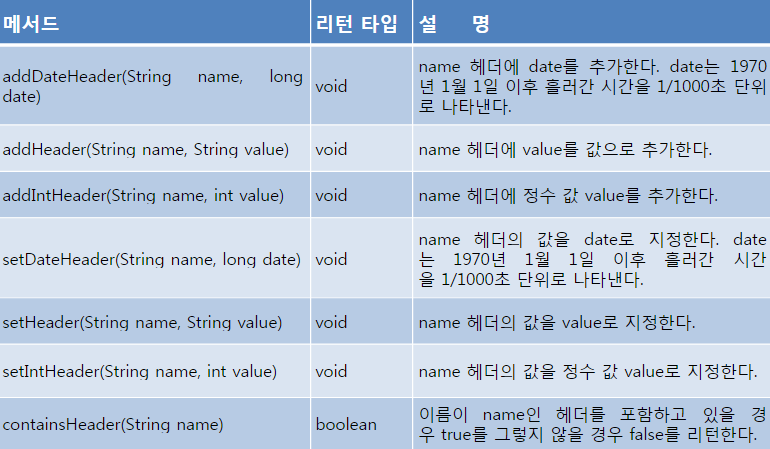 메서드 리턴 타입 설 명
addDateHeader(String name, long
date)
void
name 헤더에 date를 추가한다. date는 1970
년 1월 1일 이후 흘러간 시간을 1/1000초 단위
로 나타낸다.
addHeader(String name, String value)
void
name 헤더에 value를 값으로 추가한다.
addIntHeader(String name, int value)
void
name 헤더에 정수 값 value를 추가한다.
setDateHeader(String name, long date)
void
name 헤더의 값을 date로 지정한다. date
는 1970년 1월 1일 이후 흘러간 시간
을 1/1000초 단위로 나타낸다.
setHeader(String name, String value)
void
name 헤더의 값을 value로 지정한다.
setIntHeader(String name, int value)
void
name 헤더의 값을 정수 값 value로 지정한다.
containsHeader(String name)
boolean
이름이 name인 헤더를 포함하고 있을 경
우 true를 그렇지 않을 경우 false를 리턴한다.